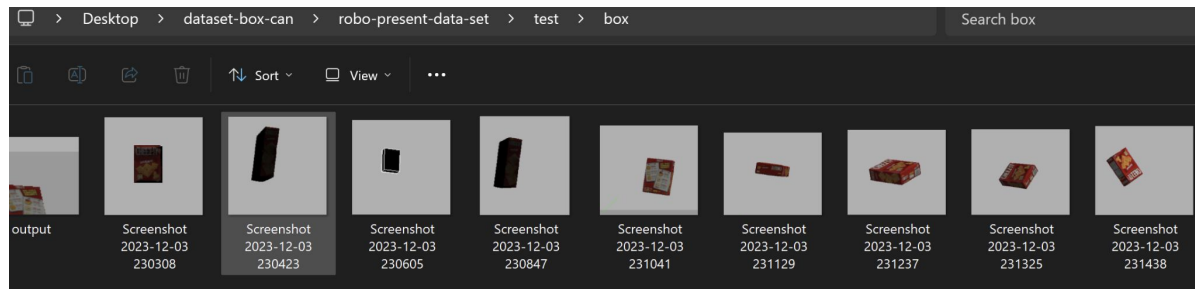 Desktop > dataset-box-can > robo-present-data-set > test > box
Search box
Sort
View
output
Screenshot
2023-12-03
230308
Screenshot
2023-12-03
230423
Screenshot
2023-12-03
230605
Screenshot
2023-12-03
230847
Screenshot
2023-12-03
231041
Screenshot
2023-12-03
231129
Screenshot
2023-12-03
231237
Screenshot
2023-12-03
231325
Screenshot
2023-12-03
231438